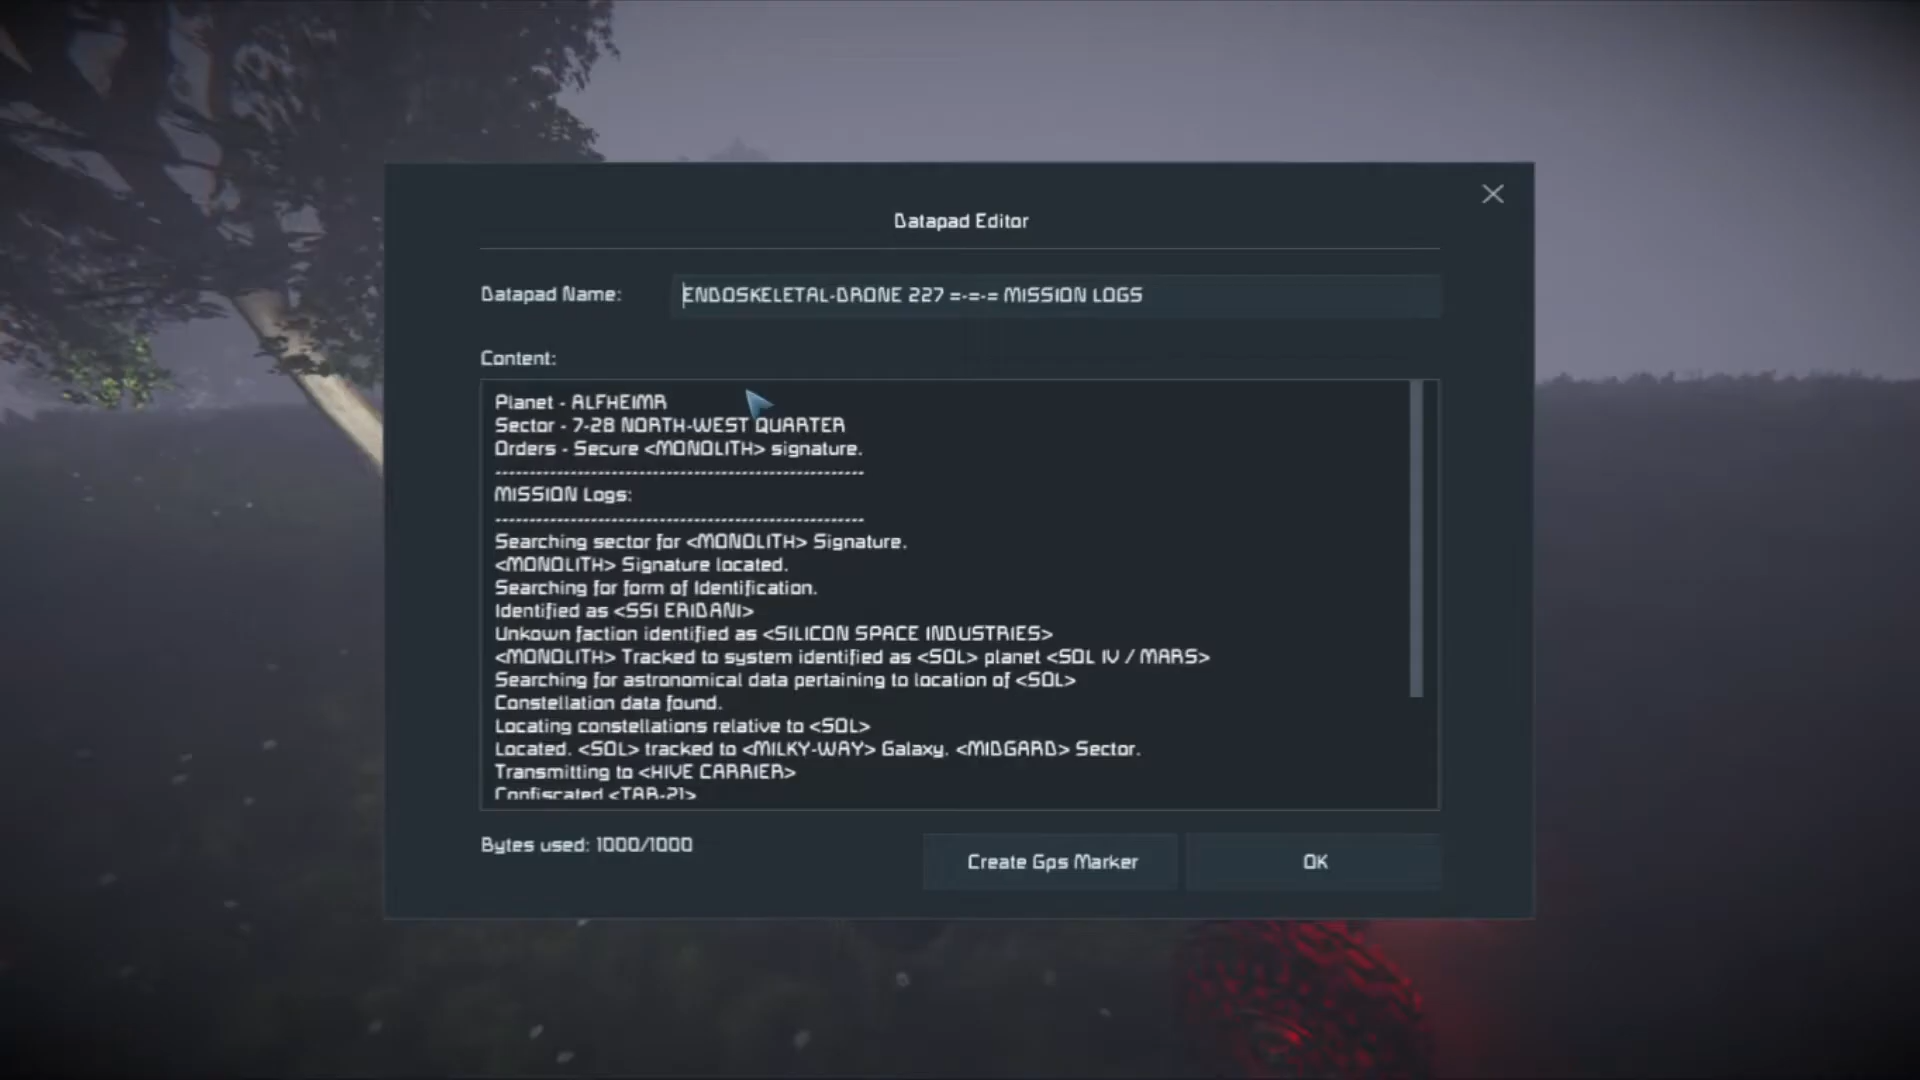 Datapad Editor
Datapad Name: ENDOSKELETAL-DRONE 227 =-=-= MISSION LOGS
Content:
Planet - ALFHEIMR
Sector - 7-28 NORTH-WEST QUARTER
Orders - Secure <MONOLITH> signature.
------------------------------------------------------
MISSION Logs:
------------------------------------------------------
Searching sector for <MONOLITH> Signature.
<MONOLITH> Signature located.
Searching for form of Identification.
Identified as <SSI ERIDANI>
Unkown faction identified as <SILICON SPACE INDUSTRIES>
<MONOLITH> Tracked to system identified as <SOL> planet <SOL IV / MARS>
Searching for astronomical data pertaining to location of <SOL>
Constellation data found.
Locating constellations relative to <SOL>
Located. <SOL> tracked to <MILKY-WAY> Galaxy. <MIDGARD> Sector.
Transmitting to <HIVE CARRIER>
Confiscated <TAR-21>
Bytes used: 1000/1000
Create Gps Marker
OK